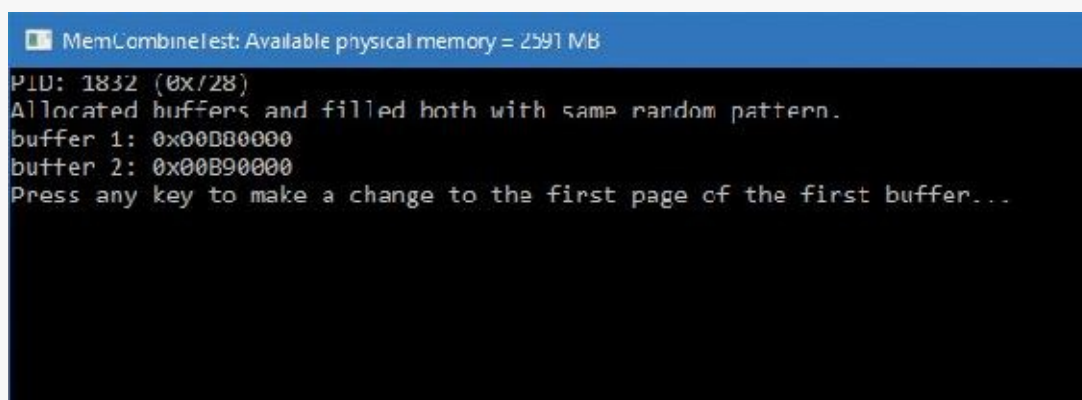 MemCombineTest: Available physical memory = 2591 MB
PID: 1832 (0x728)
Allocated buffers and filled both with same random pattern.
buffer 1: 0x00B80000
buffer 2: 0x00B90000
Press any key to make a change to the first page of the first buffer...